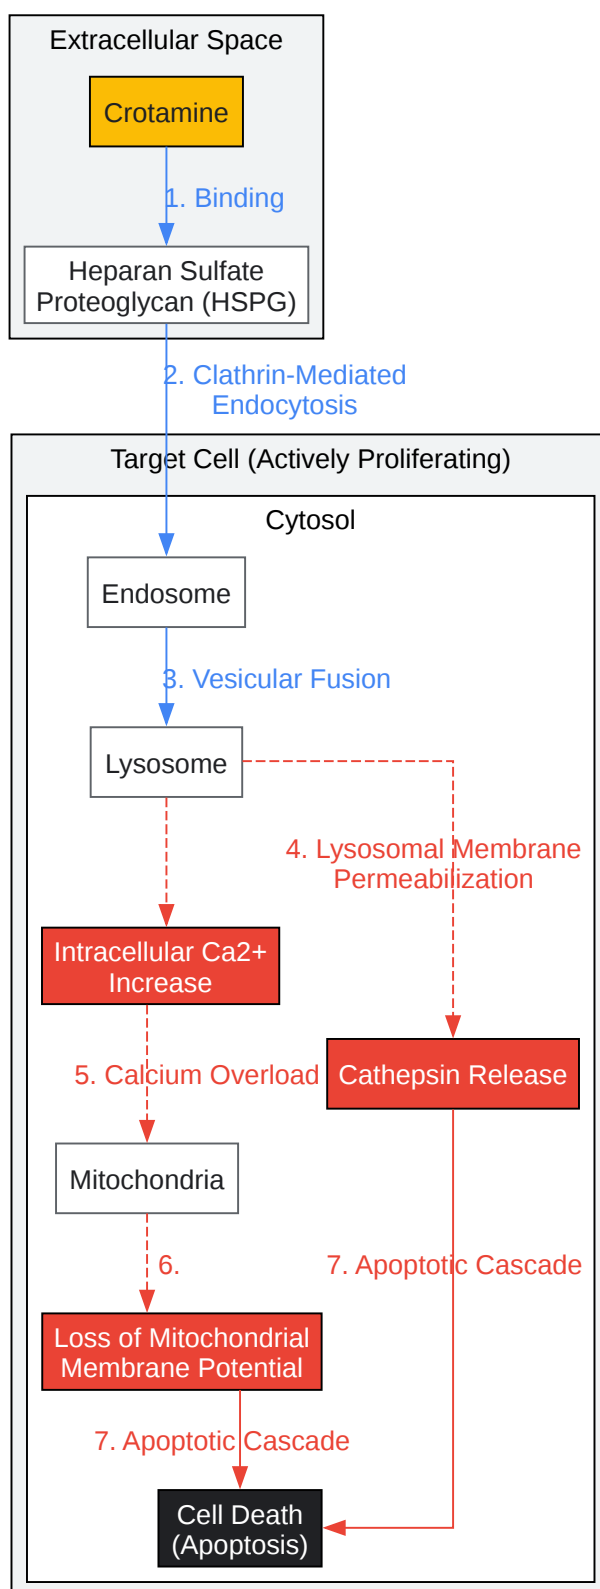 Extracellular Space
Crotamine
1. Binding
Heparan Sulfate
Proteoglycan (HSPG)
2. Clathrin-Mediated
Endocytosis
Target Cell (Actively Proliferating)
Cytosol
Endosome
3. Vesicular Fusion
Lysosome
4. Lysosomal Membrane
Permeabilization
Intracellular Ca2+
Increase
5. Calcium Overload
Cathepsin Release
Mitochondria
6.
7. Apoptotic Cascade
Loss of Mitochondrial
Membrane Potential
7. Apoptotic Cascade
Cell Death
(Apoptosis)